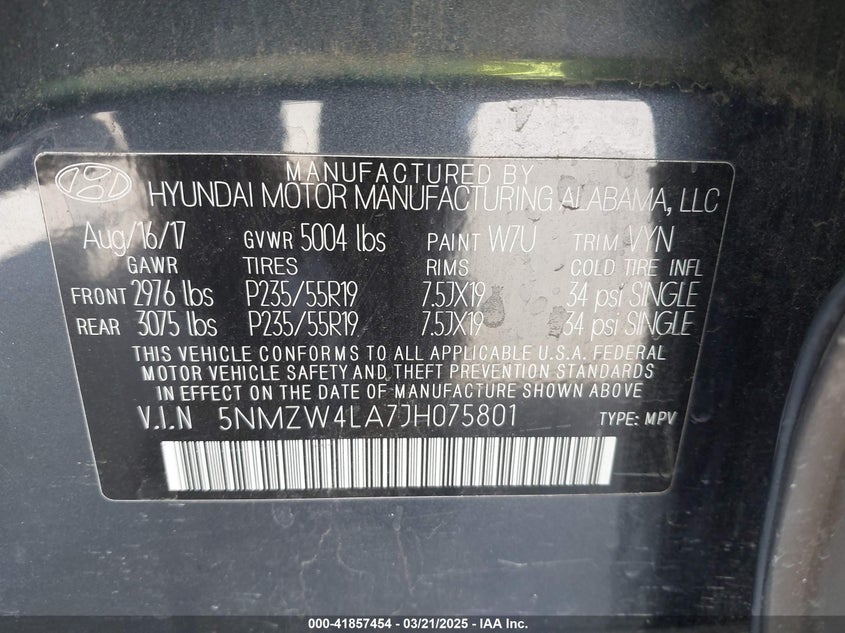 MANUFACTURED BY
HYUNDAI MOTOR MANUFACTURING ALABAMA, LLC
Aug/16/17 GVWR 5004 lbs PAINT W7U TRIM VYN
GAWR TIRES RIMS COLD TIRE INFL
FRONT 2976 lbs P235/55R19 7.5JX19 34 psi SINGLE
REAR 3075 lbs P235/55R19 7.5JX19 34 psi SINGLE
THIS VEHICLE CONFORMS TO ALL APPLICABLE U.S.A. FEDERAL
MOTOR VEHICLE SAFETY AND THEFT PREVENTION STANDARDS
IN EFFECT ON THE DATE OF MANUFACTURE SHOWN ABOVE
V.I.N 5NMZW4LA7JH075801 TYPE: MPV
000-41857454 - 03/21/2025 - IAA Inc.